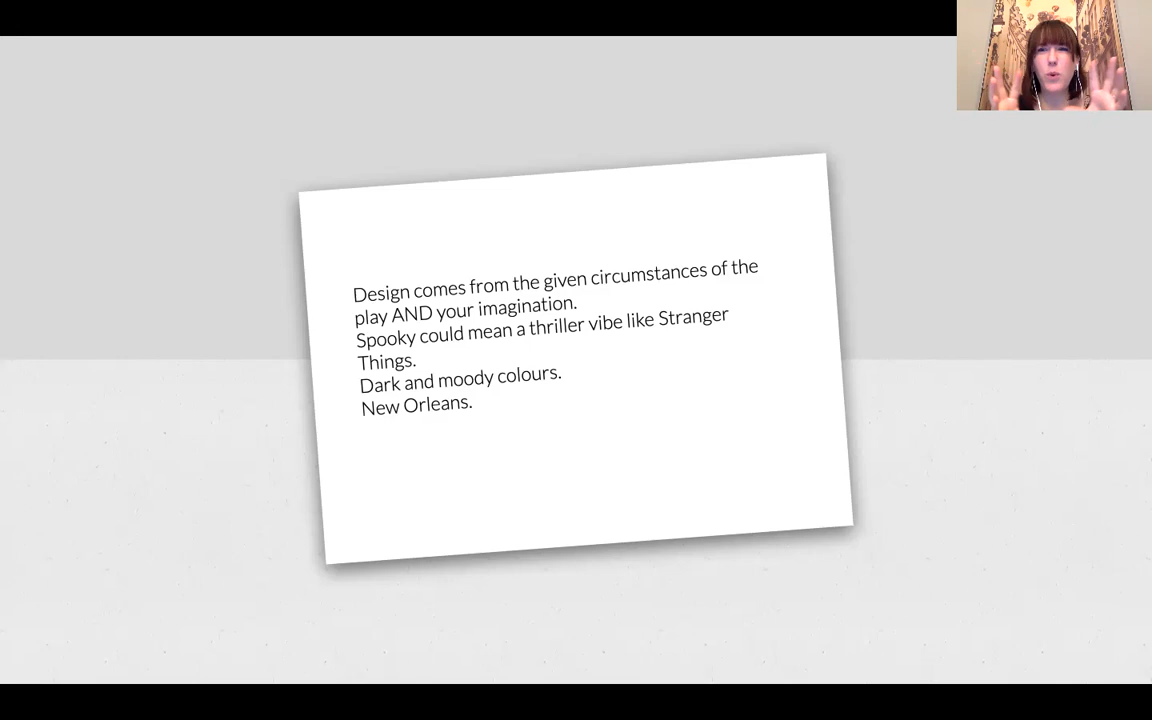 Design comes from the given circumstances of the
play AND your imagination.
Spooky could mean a thriller vibe like Stranger
Things.
Dark and moody colours.
New Orleans.